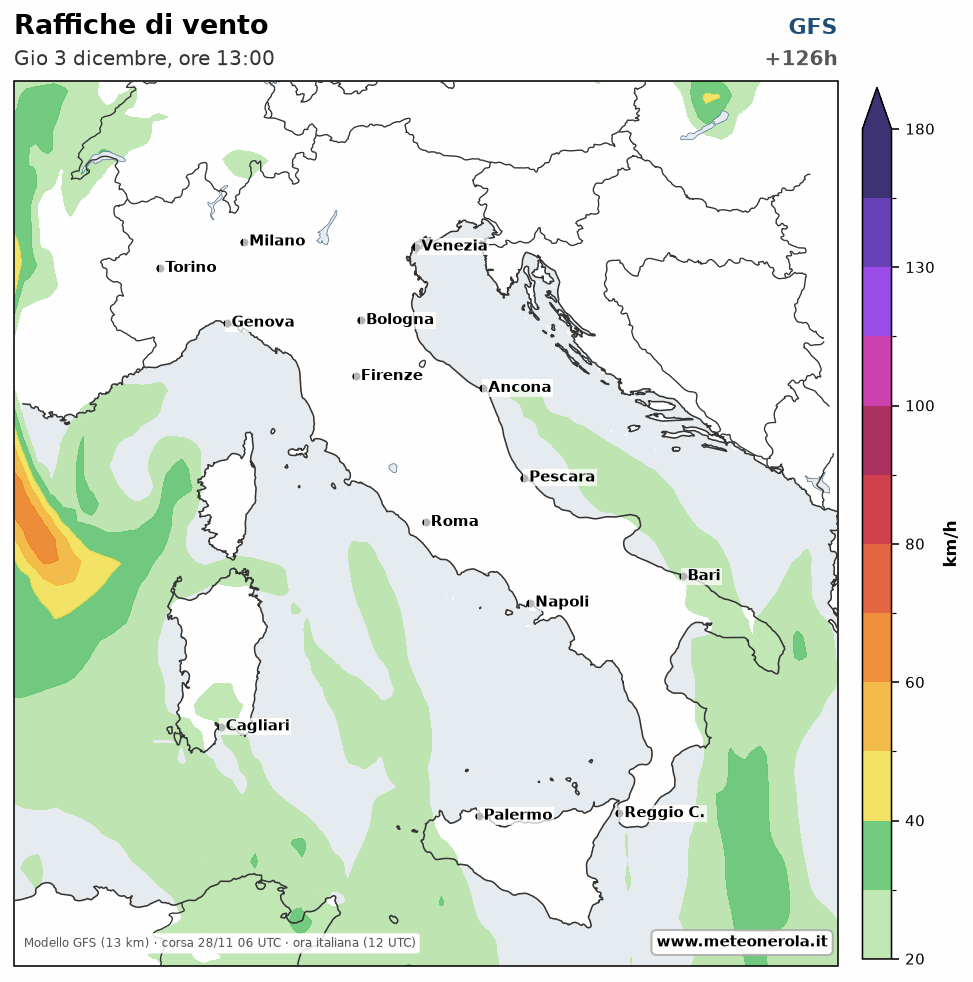 Raffiche di vento
GFS
Gio 3 dicembre, ore 13:00
+126h
Milano
Venezia
Torino
Genova
Bologna
Firenze
Ancona
Pescara
Roma
Bari
Napoli
Cagliari
Palermo
Reggio C.
180
130
100
80
60
40
20
km/h
Modello GFS (13 km) · corsa 28/11 06 UTC · ora italiana (12 UTC)
www.meteonerola.it